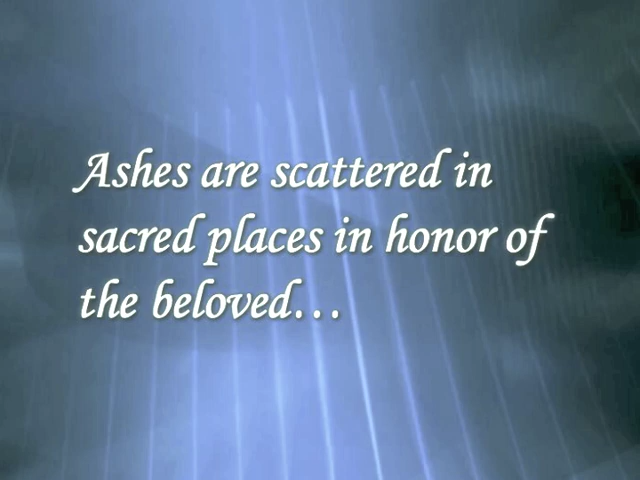 Ashes are scattered in
sacred places in honor of
the beloved…